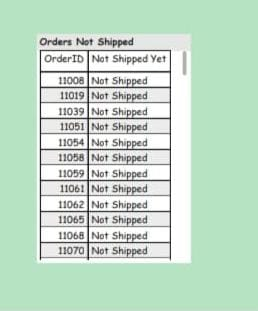 Orders Not Shipped
OrderID Not Shipped Yet
11008 Not Shipped
11019 Not Shipped
11039 Not Shipped
11051 Not Shipped
11054 Not Shipped
11058 Not Shipped
11059 Not Shipped
11061 Not Shipped
11062 Not Shipped
11065 Not Shipped
11068 Not Shipped
11070 Not Shipped